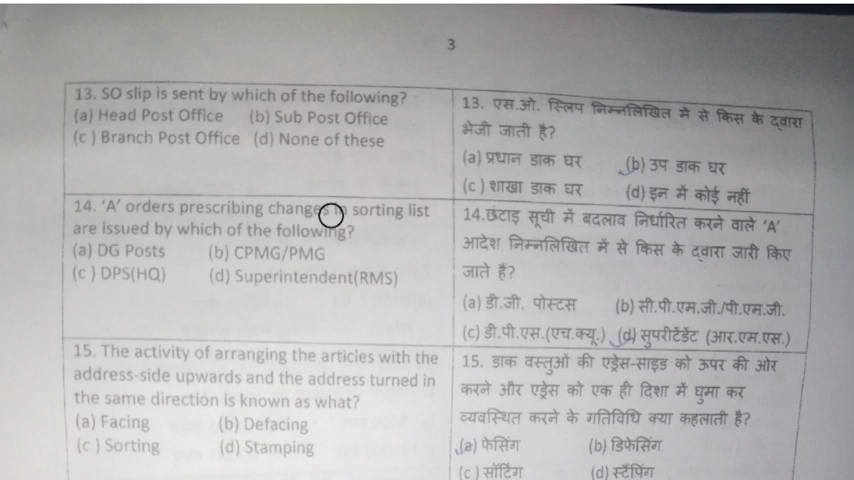 3
13. SO slip is sent by which of the following?
(a) Head Post Office (b) Sub Post Office
(c ) Branch Post Office (d) None of these
13. एस.ओ. स्लिप निम्नलिखित में से किस के द्वारा
भेजी जाती है?
(a) प्रधान डाक घर (b) उप डाक घर
(c ) शाखा डाक घर (d) इन में कोई नहीं
14. 'A' orders prescribing changes in sorting list
are issued by which of the following?
(a) DG Posts (b) CPMG/PMG
(c ) DPS(HQ) (d) Superintendent(RMS)
14.छंटाइ सूची में बदलाव निर्धारित करने वाले 'A'
आदेश निम्नलिखित में से किस के द्वारा जारी किए
जाते हैं?
(a) डी.जी. पोस्टस (b) सी.पी.एम.जी./पी.एम.जी.
(c) डी.पी.एस.(एच.क्यू.) (d) सुपरीटेंडेंट (आर.एम.एस.)
15. The activity of arranging the articles with the
address-side upwards and the address turned in
the same direction is known as what?
(a) Facing (b) Defacing
(c ) Sorting (d) Stamping
15. डाक वस्तुओं की एड्रेस-साइड को ऊपर की ओर
करने और एड्रेस को एक ही दिशा में घुमा कर
व्यवस्थित करने के गतिविधि क्या कहलाती है?
(a) फेसिंग (b) डिफेसिंग
(c ) सॉर्टिंग (d) स्टैंपिंग